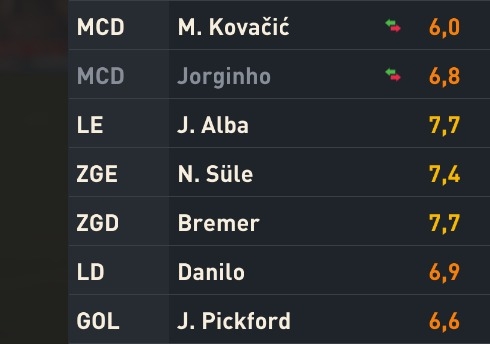 MCD M. Kovačić 6,0
MCD Jorginho 6,8
LE J. Alba 7,7
ZGE N. Süle 7,4
ZGD Bremer 7,7
LD Danilo 6,9
GOL J. Pickford 6,6